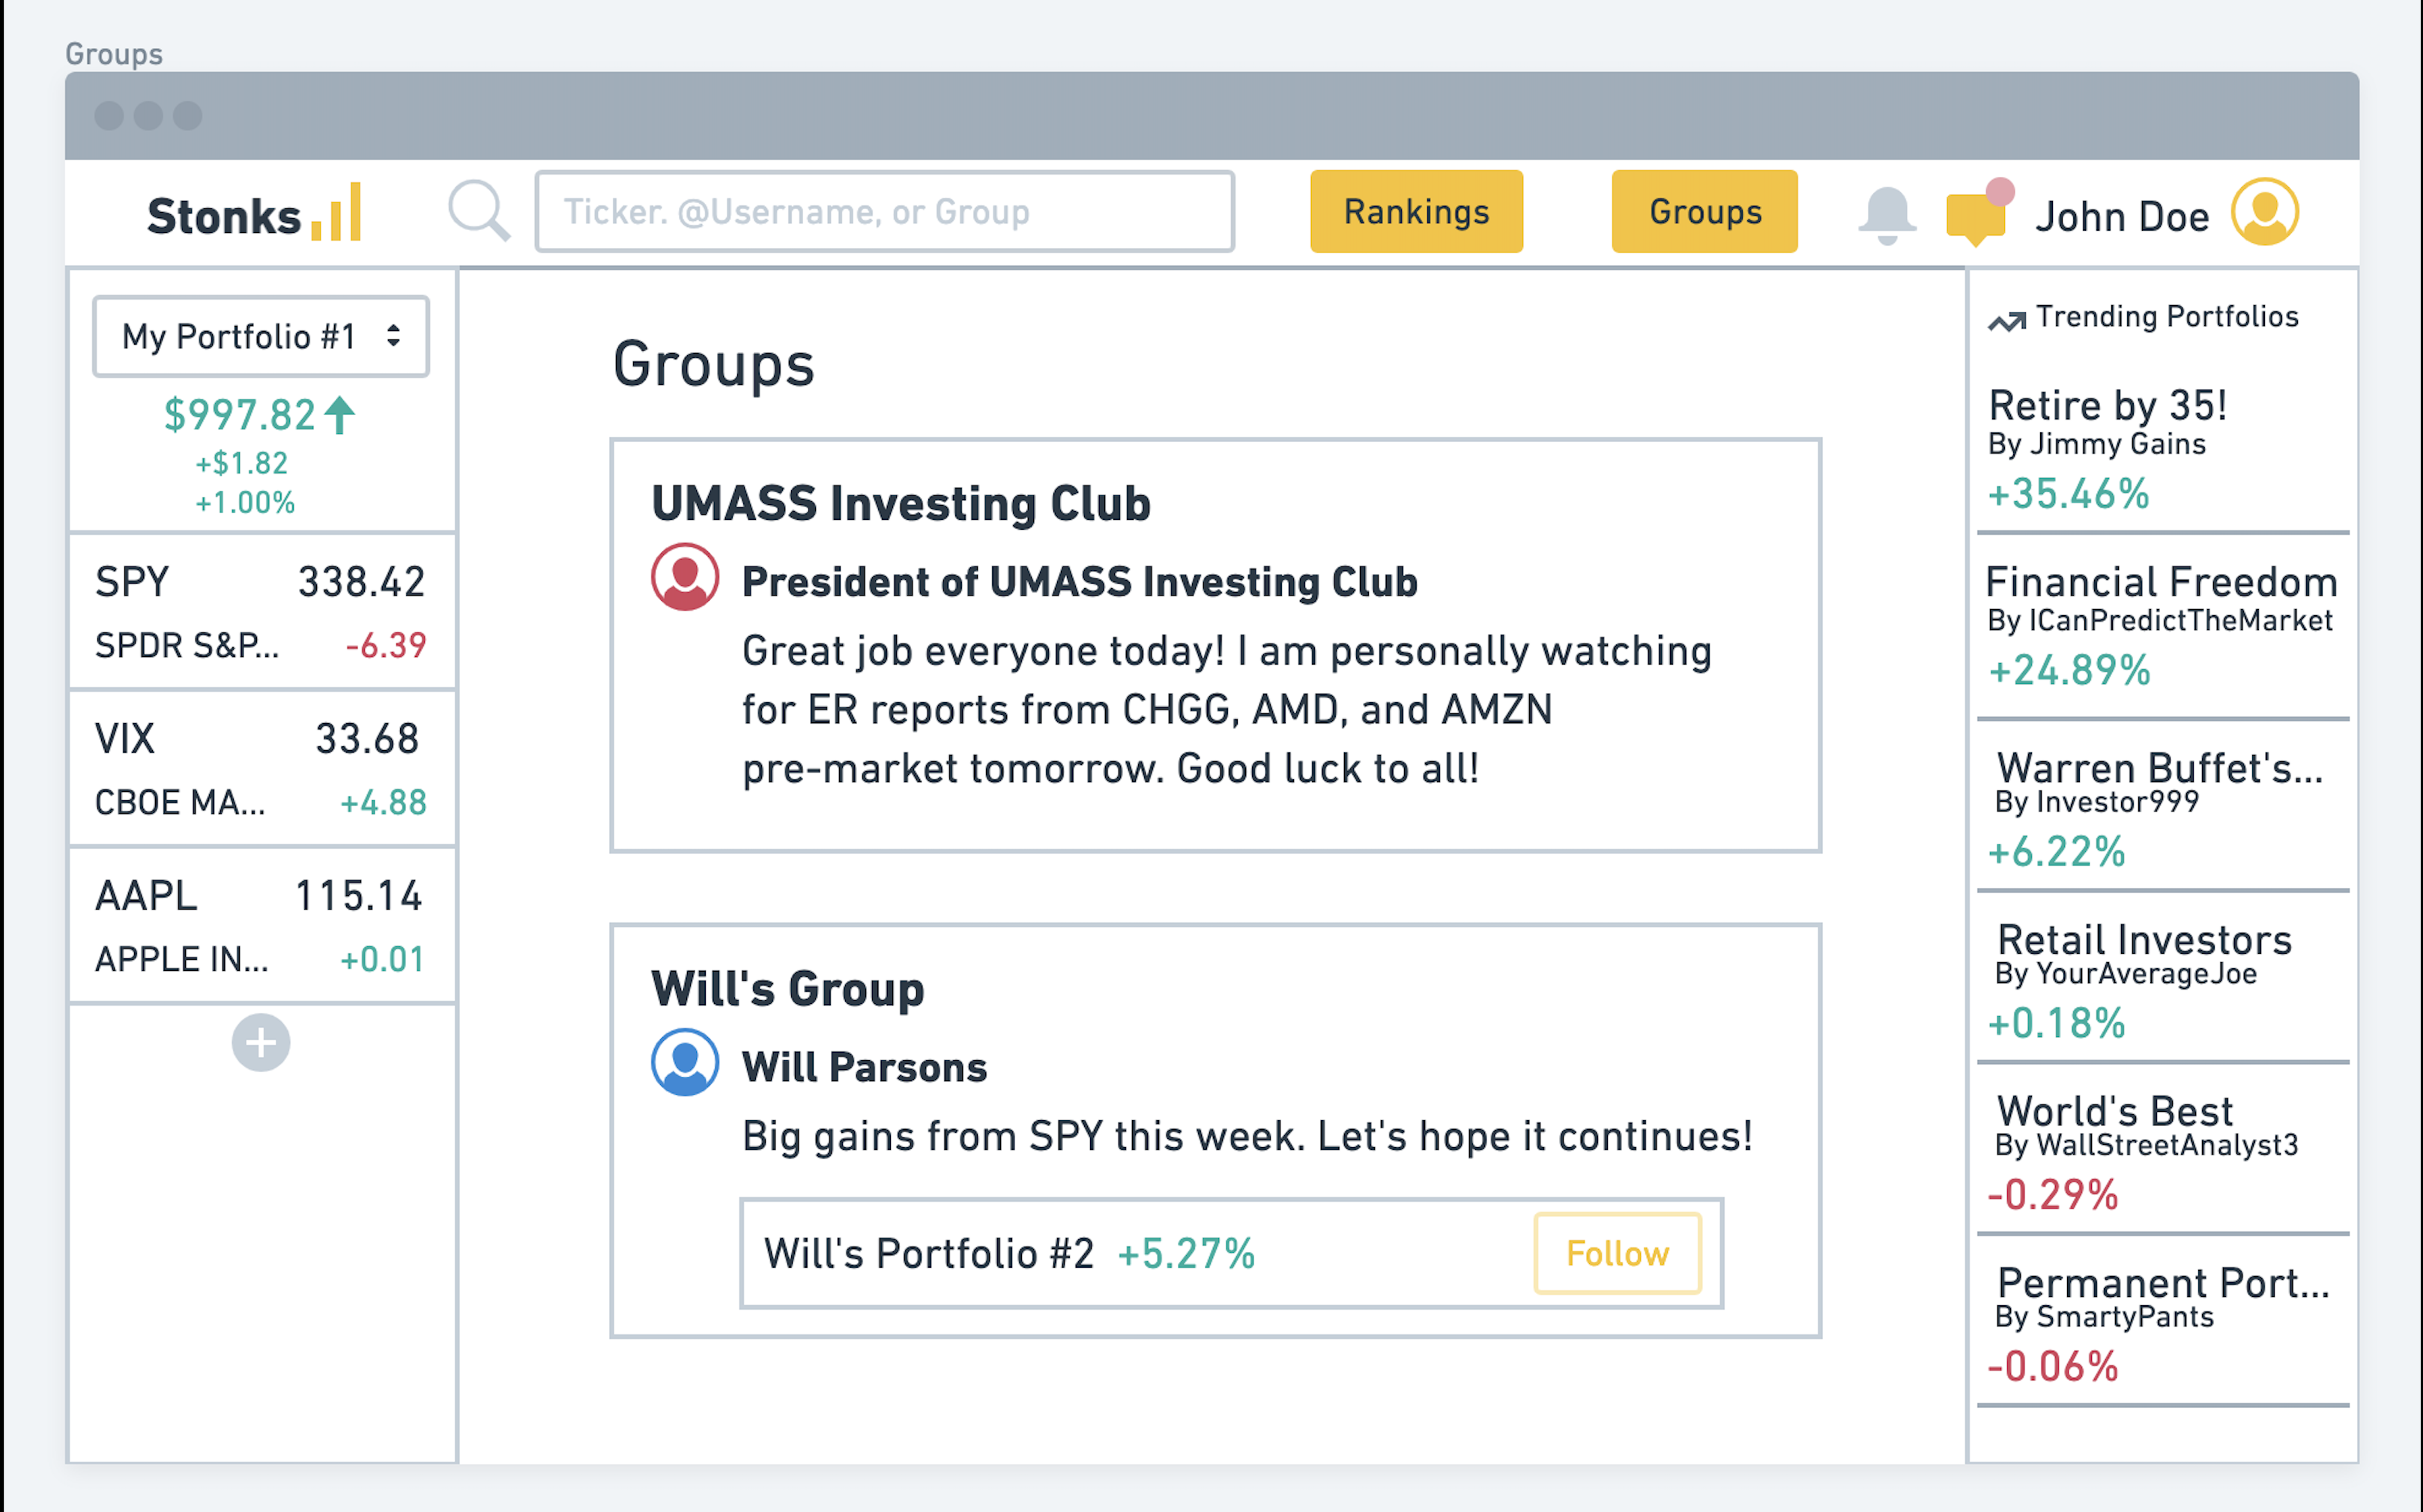 Groups
Stonks
Ticker. @Username, or Group
Rankings
Groups
John Doe
My Portfolio #1
$997.82
+$1.82
+1.00%
SPY 338.42
SPDR S&P... -6.39
VIX 33.68
CBOE MA... +4.88
AAPL 115.14
APPLE IN... +0.01
Groups
UMASS Investing Club
President of UMASS Investing Club
Great job everyone today! I am personally watching
for ER reports from CHGG, AMD, and AMZN
pre-market tomorrow. Good luck to all!
Will's Group
Will Parsons
Big gains from SPY this week. Let's hope it continues!
Will's Portfolio #2 +5.27% Follow
Trending Portfolios
Retire by 35!
By Jimmy Gains
+35.46%
Financial Freedom
By ICanPredictTheMarket
+24.89%
Warren Buffet's...
By Investor999
+6.22%
Retail Investors
By YourAverageJoe
+0.18%
World's Best
By WallStreetAnalyst3
-0.29%
Permanent Port...
By SmartyPants
-0.06%